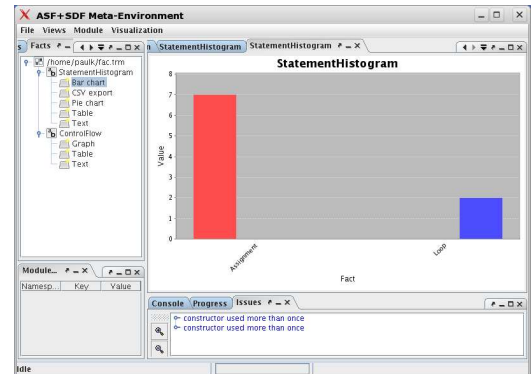 ASF+SDF Meta-Environment
File Views Module Visualization
s Facts
StatementHistogram StatementHistogram
/home/paulk/fac.trm
StatementHistogram
Bar chart
CSV export
Pie chart
Table
Text
ControlFlow
Graph
Table
Text
StatementHistogram
Value
8
7
6
5
4
3
2
1
0
Assignment
Loop
Fact
Module...
Namesp... Key Value
Console Progress Issues
constructor used more than once
constructor used more than once
Idle